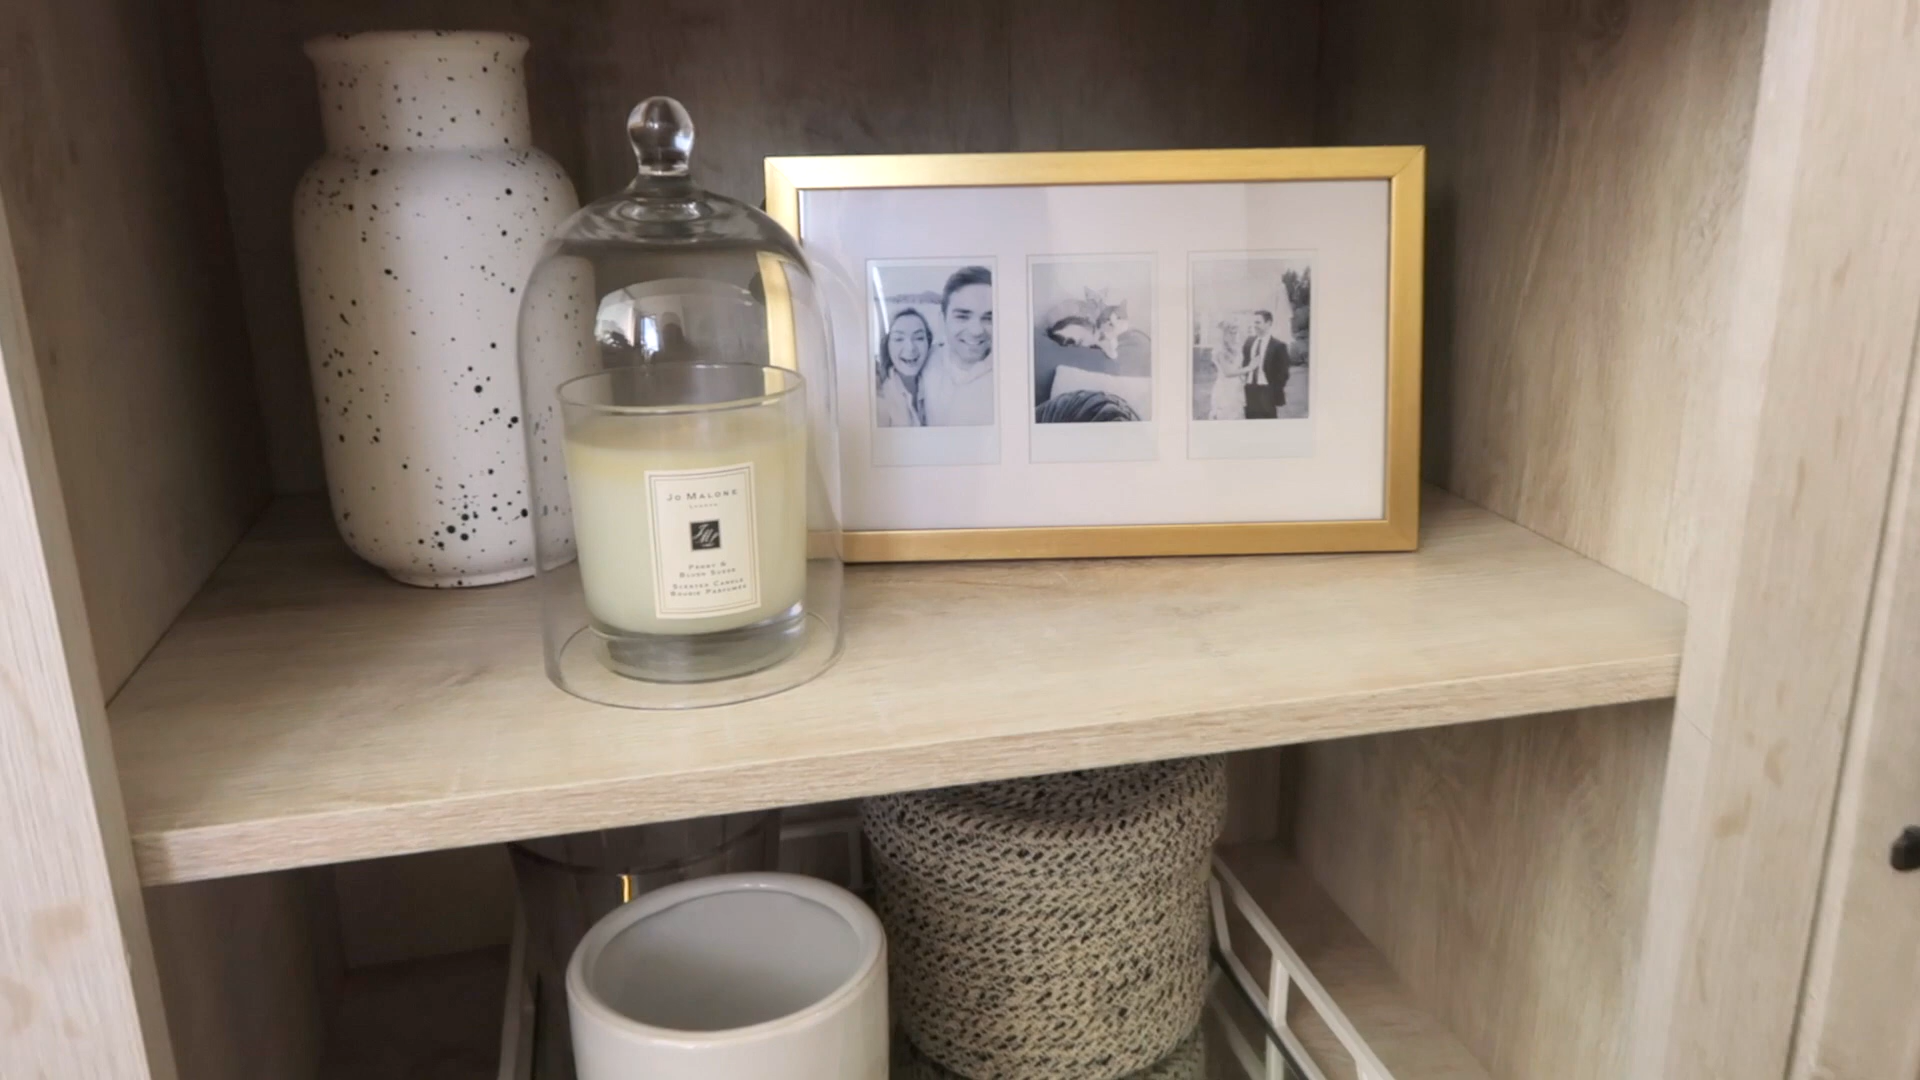 JO MALONE
LONDON
PEONY &
BLUSH SUEDE
SCENTED CANDLE
BOUGIE PARFUMÉE